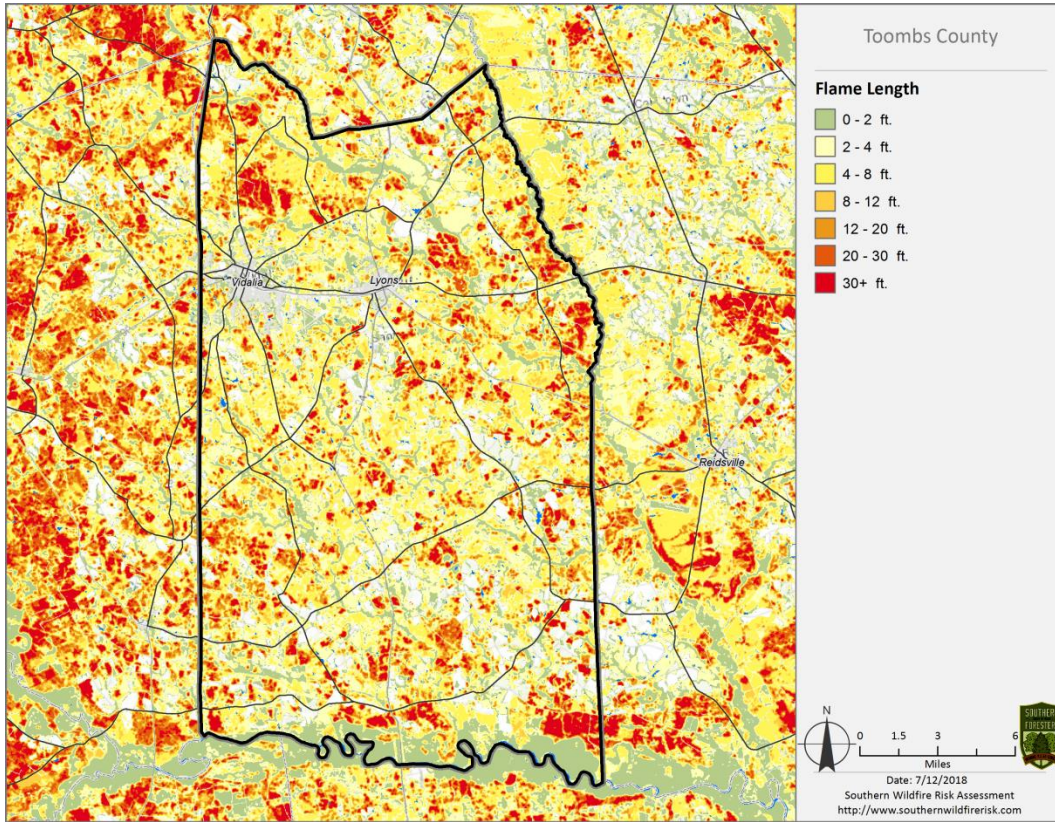 Toombs County
Flame Length
0 - 2 ft.
2 - 4 ft.
4 - 8 ft.
8 - 12 ft.
12 - 20 ft.
20 - 30 ft.
30+ ft.
Vidalia
Lyons
Reidsville
N
0 1.5 3 6
Miles
SOUTHERN
FORESTER
Date: 7/12/2018
Southern Wildfire Risk Assessment
http://www.southernwildfirerisk.com